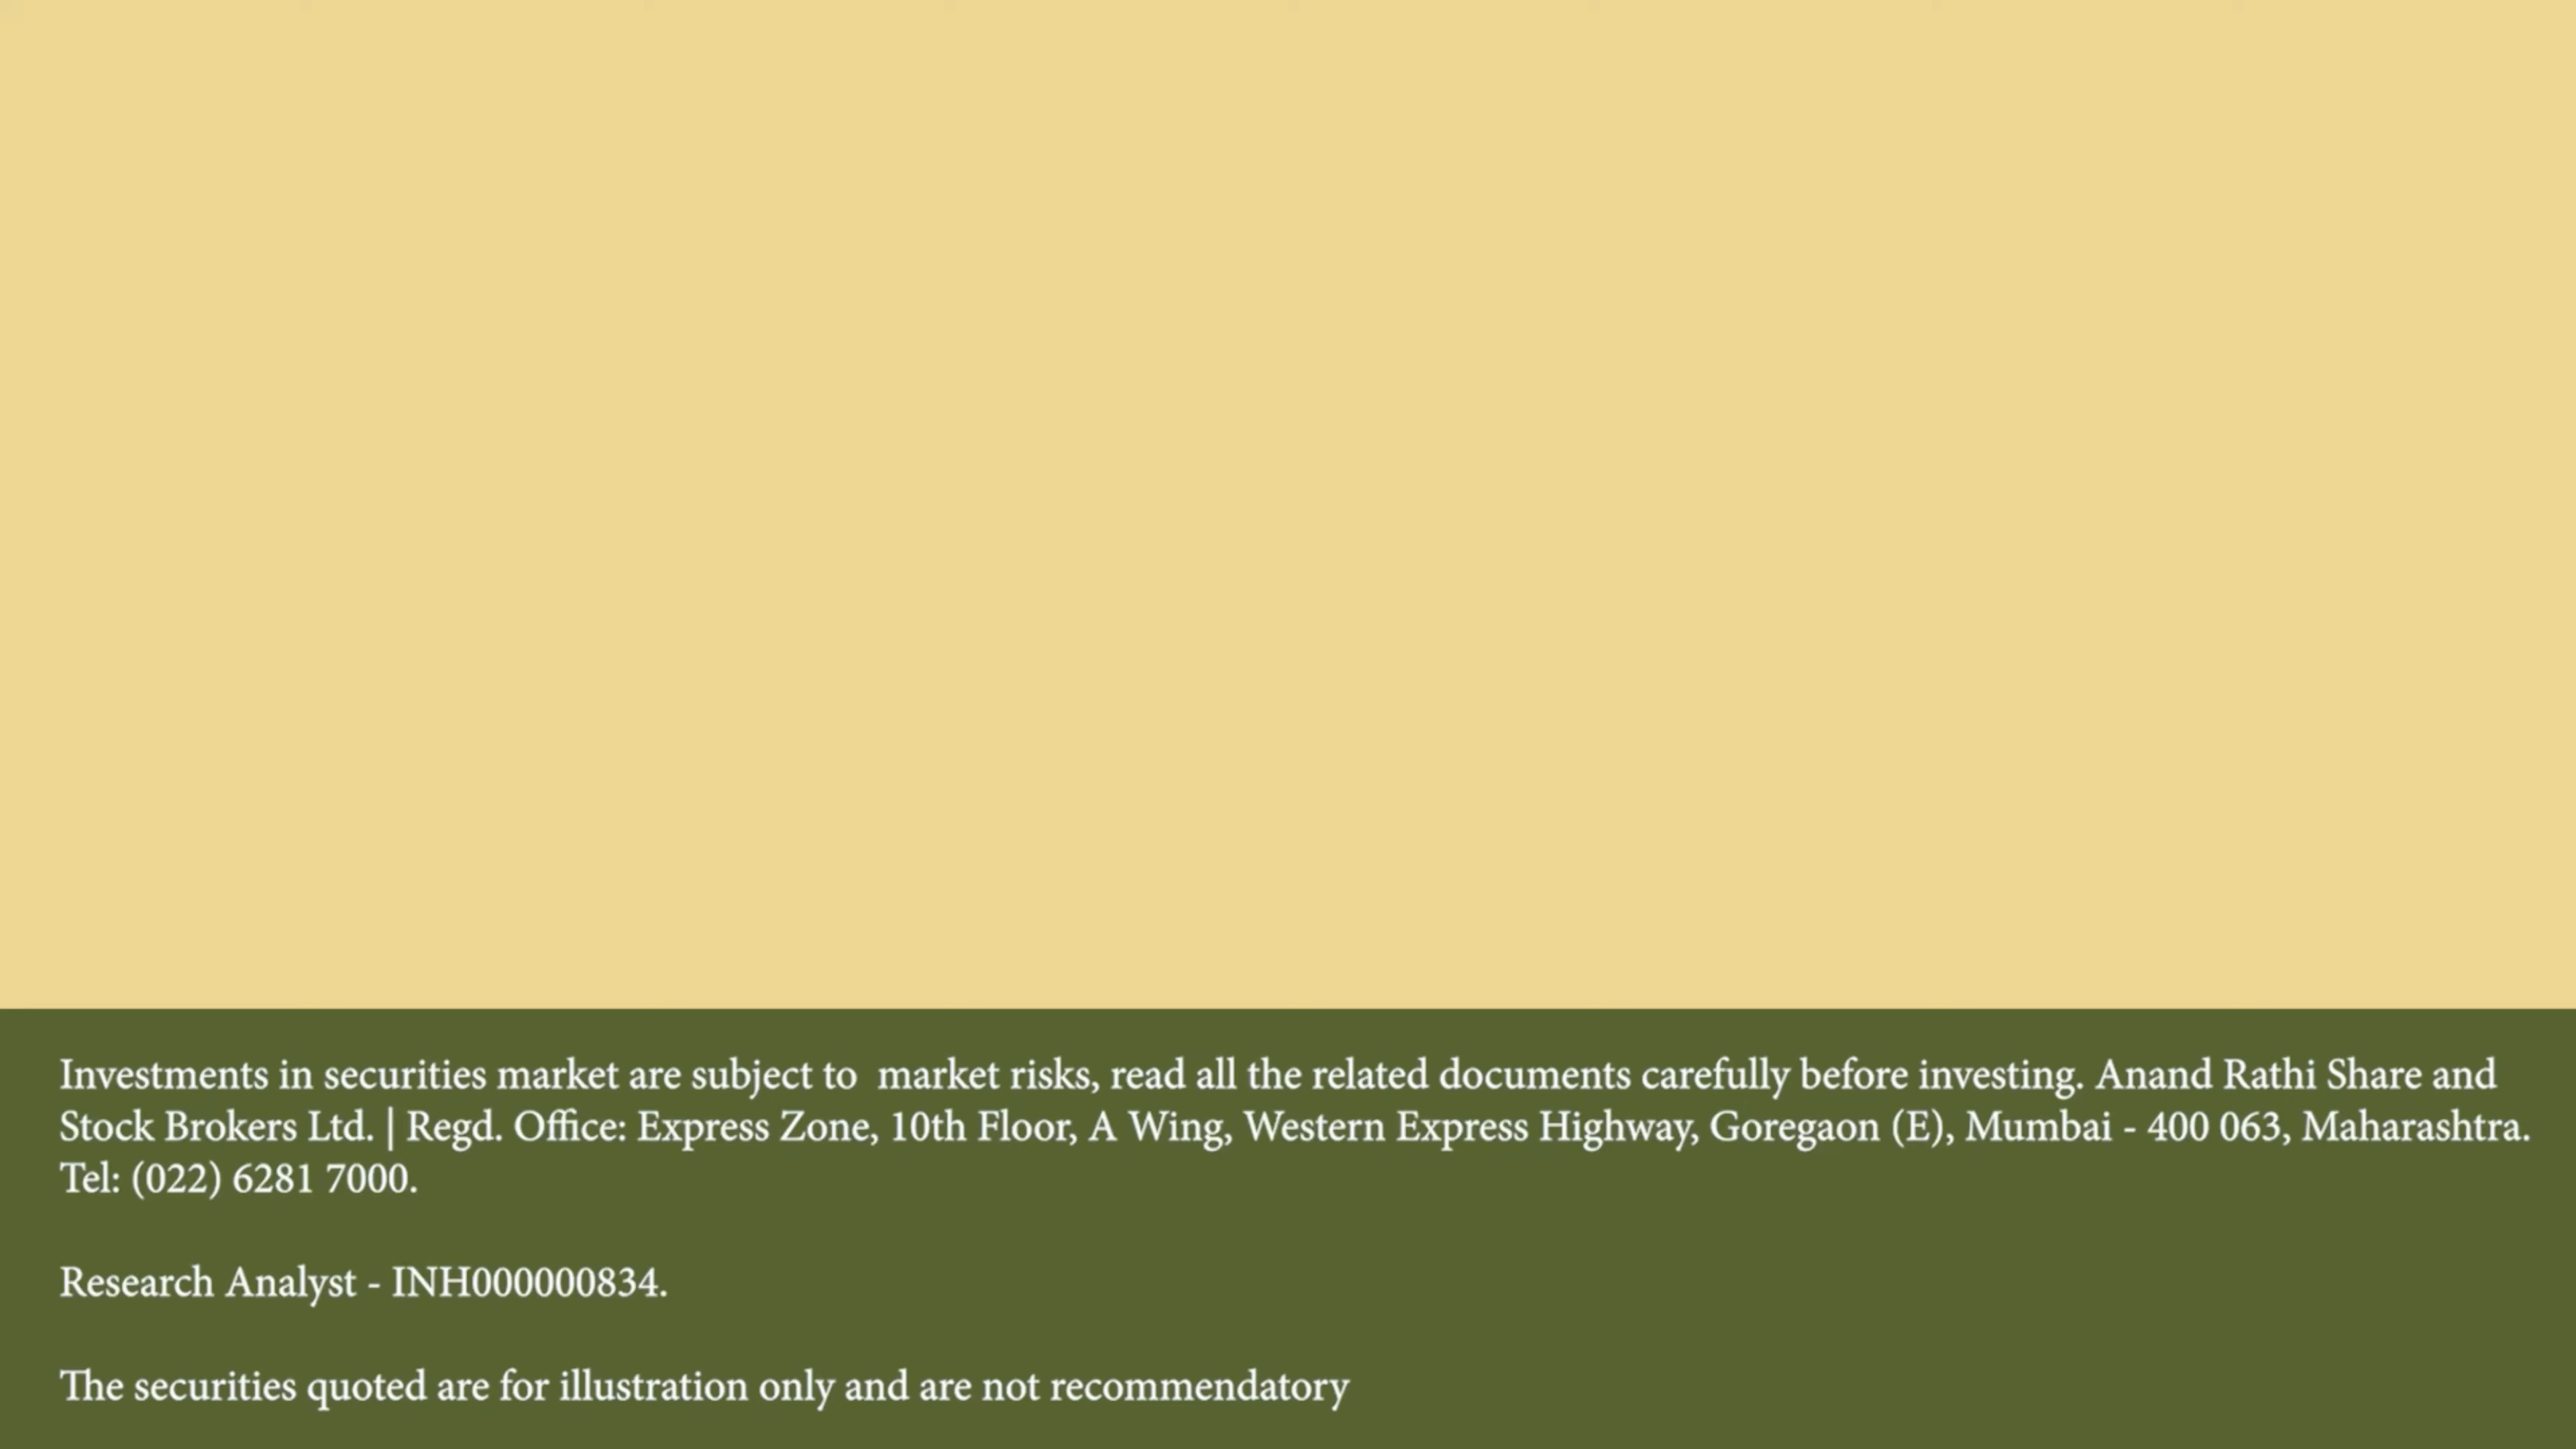 Investments in securities market are subject to  market risks, read all the related documents carefully before investing. Anand Rathi Share and
Stock Brokers Ltd. | Regd. Office: Express Zone, 10th Floor, A Wing, Western Express Highway, Goregaon (E), Mumbai - 400 063, Maharashtra.
Tel: (022) 6281 7000.
Research Analyst - INH000000834.
The securities quoted are for illustration only and are not recommendatory